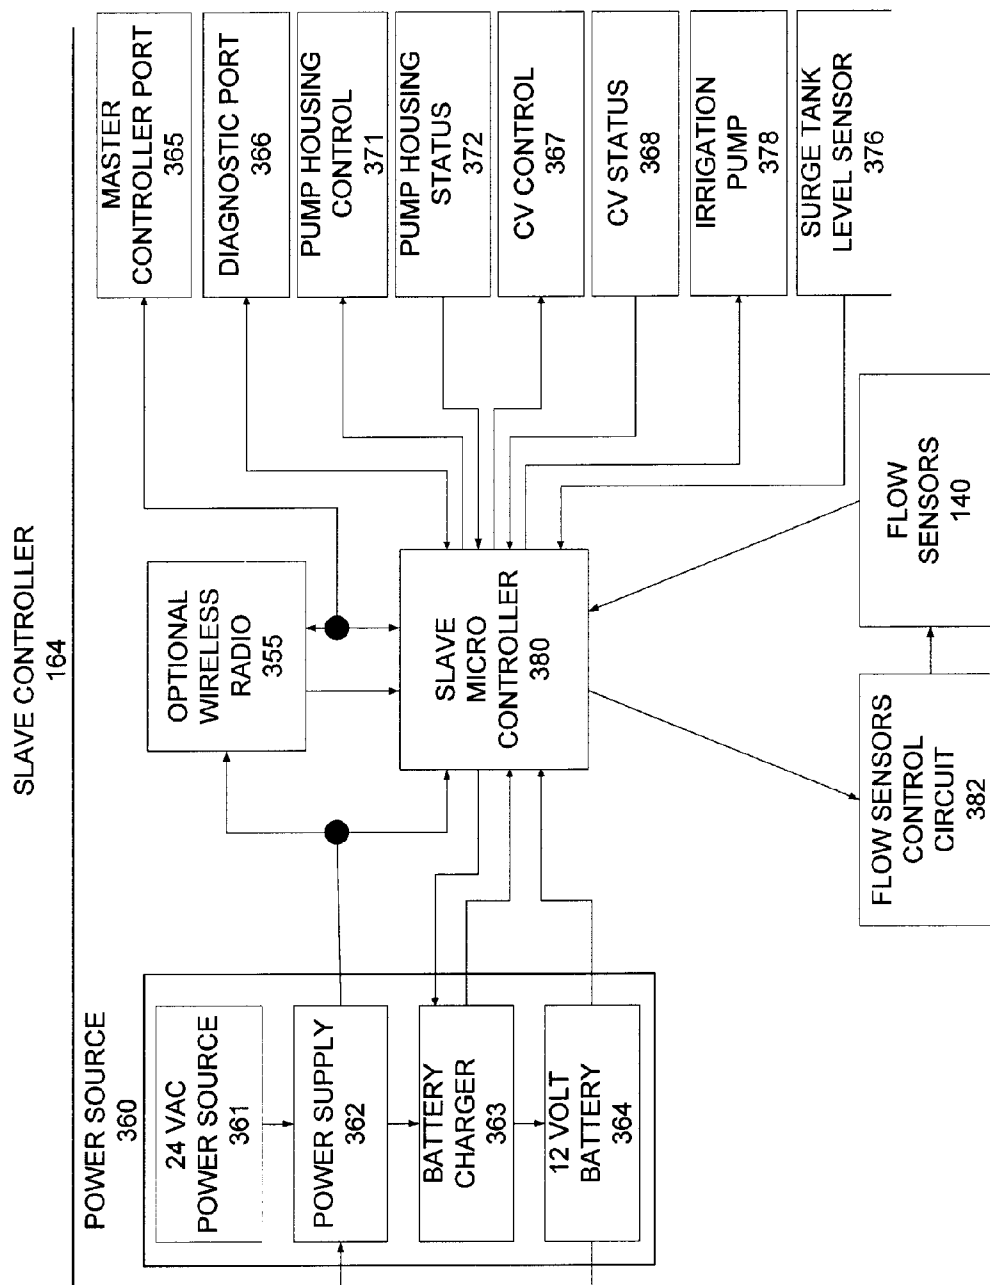 SLAVE CONTROLLER
164
POWER SOURCE
360
24 VAC
POWER SOURCE
361
POWER SUPPLY
362
BATTERY
CHARGER
363
12 VOLT
BATTERY
364
OPTIONAL
WIRELESS
RADIO
355
SLAVE
MICRO
CONTROLLER
380
MASTER
CONTROLLER PORT
365
DIAGNOSTIC PORT
366
PUMP HOUSING
CONTROL
371
PUMP HOUSING
STATUS
372
CV CONTROL
367
CV STATUS
368
IRRIGATION
PUMP
378
SURGE TANK
LEVEL SENSOR
376
FLOW SENSORS
CONTROL
CIRCUIT
382
FLOW
SENSORS
140